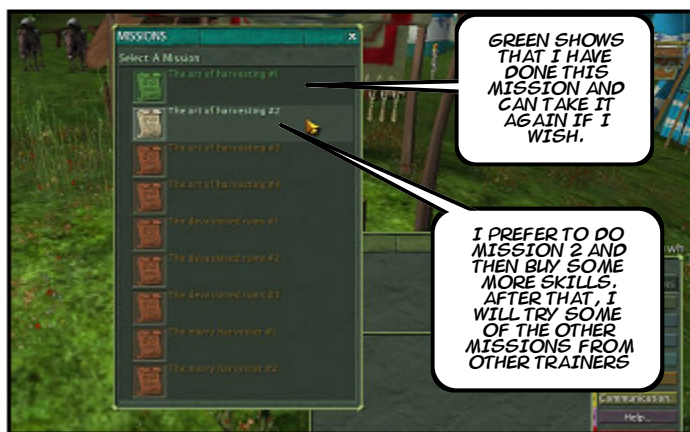 MISSIONS
Select A Mission
The art of harvesting #1
The art of harvesting #2
The art of harvesting #3
The art of harvesting #4
The devastated ruins #1
The devastated ruins #2
The devastated ruins #3
The mercy harvester #1
The mercy harvester #2
GREEN SHOWS
THAT I HAVE
DONE THIS
MISSION AND
CAN TAKE IT
AGAIN IF I
WISH.
I PREFER TO DO
MISSION 2 AND
THEN BUY SOME
MORE SKILLS.
AFTER THAT, I
WILL TRY SOME
OF THE OTHER
MISSIONS FROM
OTHER TRAINERS
Communication...
Help...